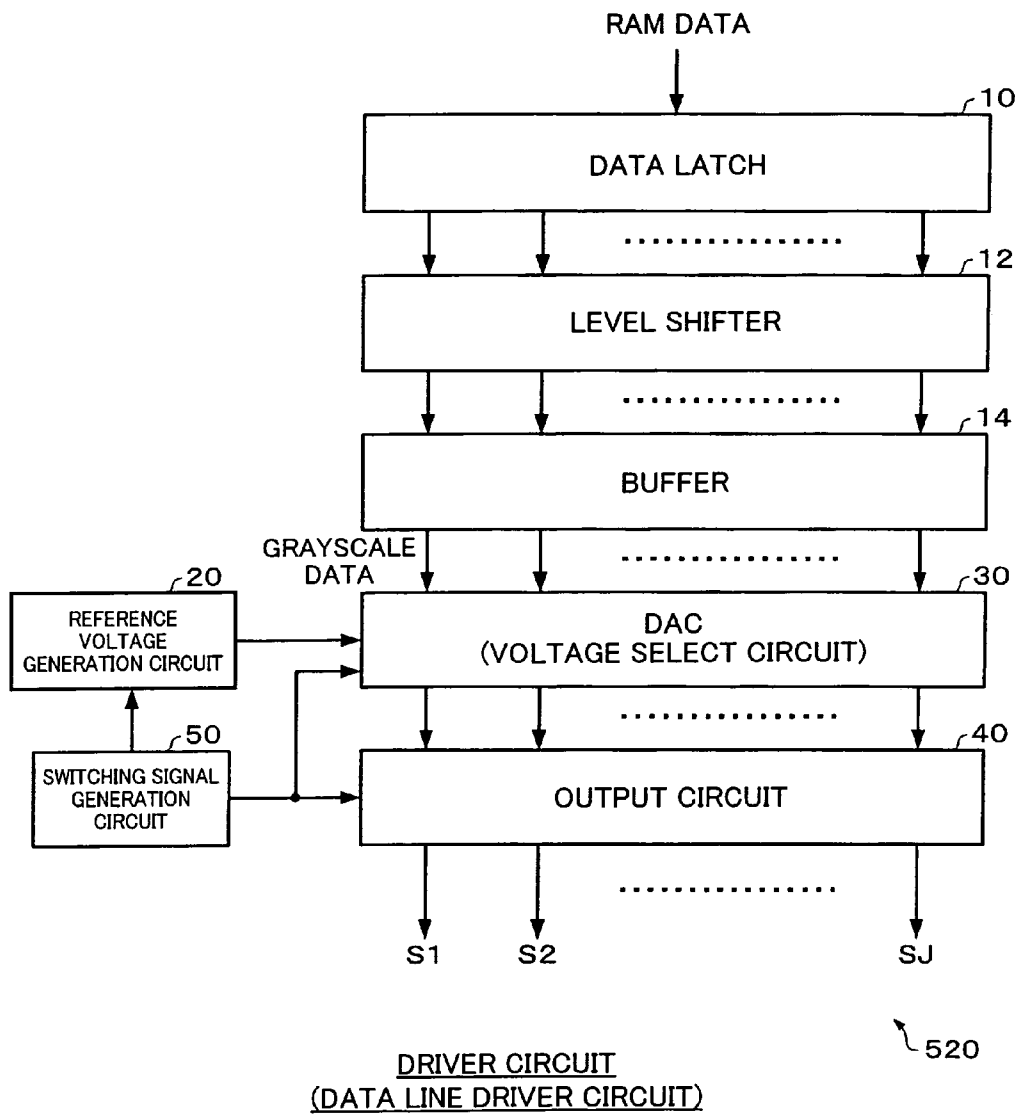 RAM DATA
10
DATA LATCH
12
LEVEL SHIFTER
14
BUFFER
GRAYSCALE
DATA
20
30
REFERENCE
VOLTAGE
GENERATION CIRCUIT
DAC
(VOLTAGE SELECT CIRCUIT)
50
40
SWITCHING SIGNAL
GENERATION
CIRCUIT
OUTPUT CIRCUIT
S1
S2
SJ
520
DRIVER CIRCUIT
(DATA LINE DRIVER CIRCUIT)